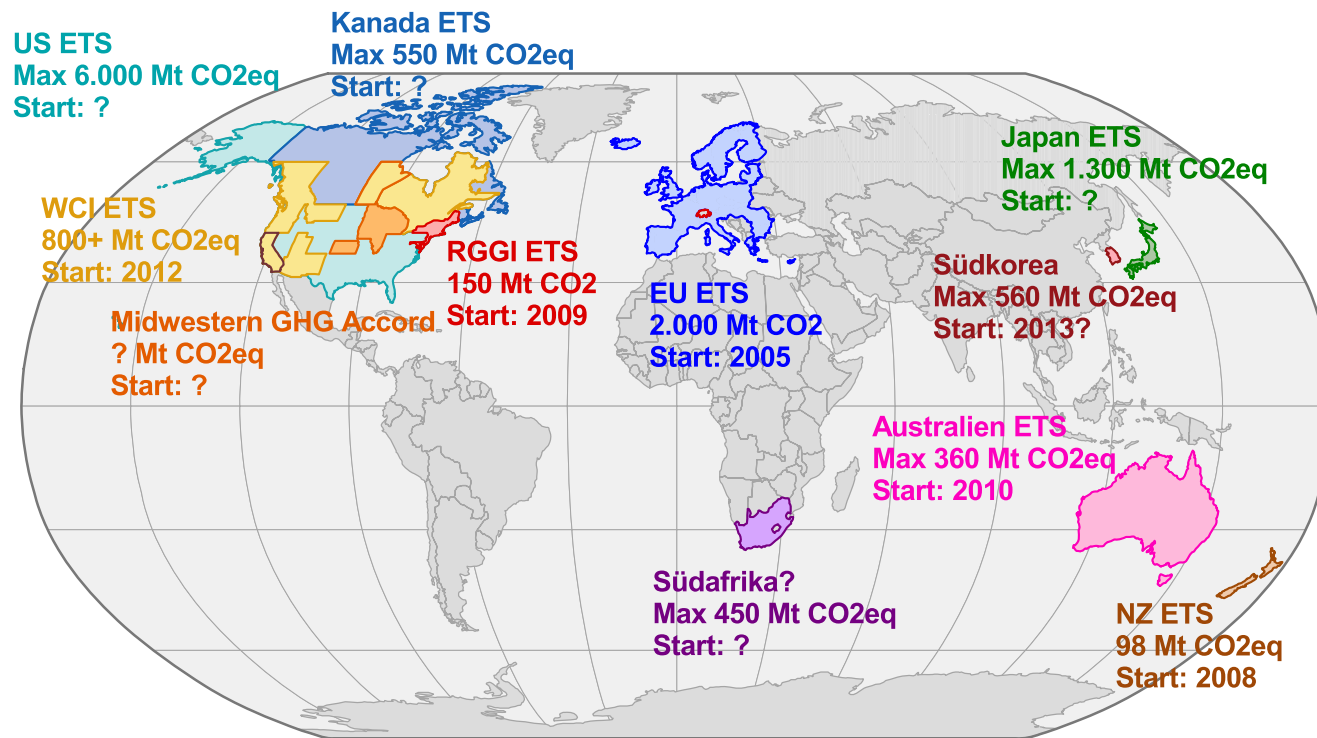 Kanada ETS
Max 550 Mt CO2eq
Start: ?
US ETS
Max 6.000 Mt CO2eq
Start: ?
Japan ETS
Max 1.300 Mt CO2eq
Start: ?
WCI ETS
800+ Mt CO2eq
Start: 2012
RGGI ETS
150 Mt CO2
Start: 2009
EU ETS
2.000 Mt CO2
Start: 2005
Südkorea
Max 560 Mt CO2eq
Start: 2013?
Midwestern GHG Accord
? Mt CO2eq
Start: ?
Australien ETS
Max 360 Mt CO2eq
Start: 2010
Südafrika?
Max 450 Mt CO2eq
Start: ?
NZ ETS
98 Mt CO2eq
Start: 2008